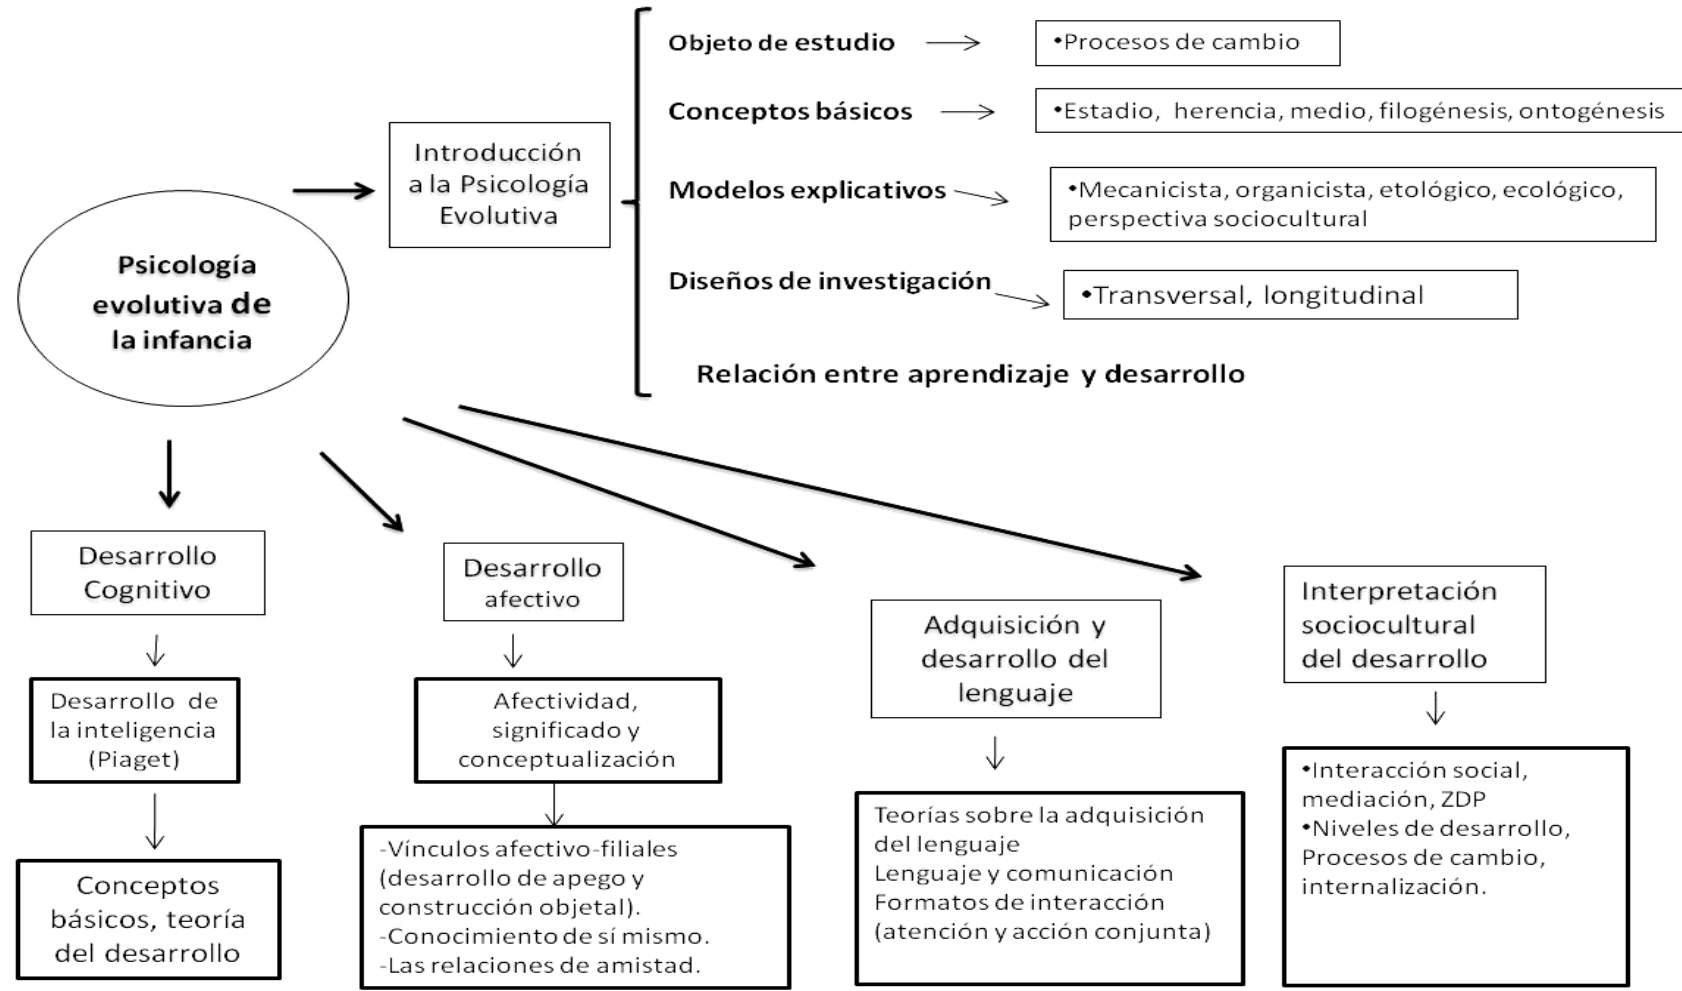 Objeto de estudio
•Procesos de cambio
Conceptos básicos
•Estadio, herencia, medio, filogénesis, ontogénesis
Introducción
a la Psicología
Evolutiva
Modelos explicativos
•Mecanicista, organicista, etológico, ecológico,
perspectiva sociocultural
Psicología
evolutiva de
la infancia
Diseños de investigación
•Transversal, longitudinal
Relación entre aprendizaje y desarrollo
Desarrollo
Cognitivo
Desarrollo de
la inteligencia
(Piaget)
Conceptos
básicos, teoría
del desarrollo
Desarrollo
afectivo
Afectividad,
significado y
conceptualización
-Vínculos afectivo-filiales
(desarrollo de apego y
construcción objetal).
-Conocimiento de sí mismo.
-Las relaciones de amistad.
Adquisición y
desarrollo del
lenguaje
Teorías sobre la adquisición
del lenguaje
Lenguaje y comunicación
Formatos de interacción
(atención y acción conjunta)
Interpretación
sociocultural
del desarrollo
•Interacción social,
mediación, ZDP
•Niveles de desarrollo,
Procesos de cambio,
internalización.